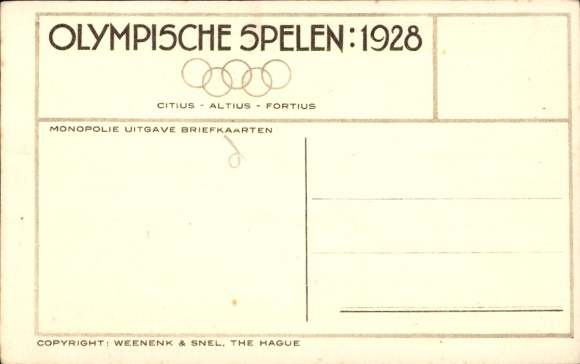 OLYMPISCHE SPELEN: 1928
CITIUS - ALTIUS - FORTIUS
MONOPOLIE UITGAVE BRIEFKAARTEN
COPYRIGHT: WEENENK & SNEL, THE HAGUE